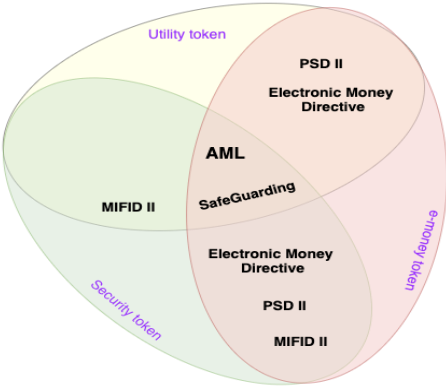 Utility token
PSD II
Electronic Money
Directive
AML
SafeGuarding
MIFID II
Electronic Money
Directive
e-money token
Security token
PSD II
MIFID II